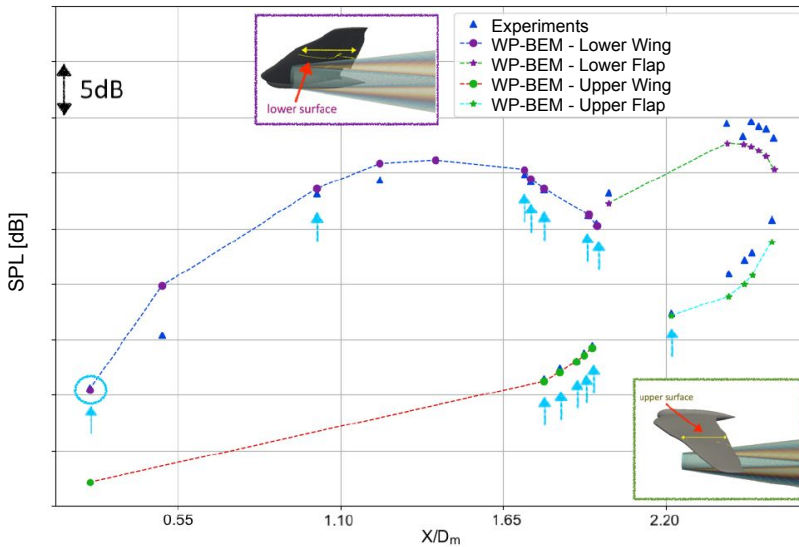 Experiments
WP-BEM - Lower Wing
WP-BEM - Lower Flap
WP-BEM - Upper Wing
WP-BEM - Upper Flap
5dB
lower surface
SPL [dB]
upper surface
0.55
1.10
1.65
2.20
X/Dm